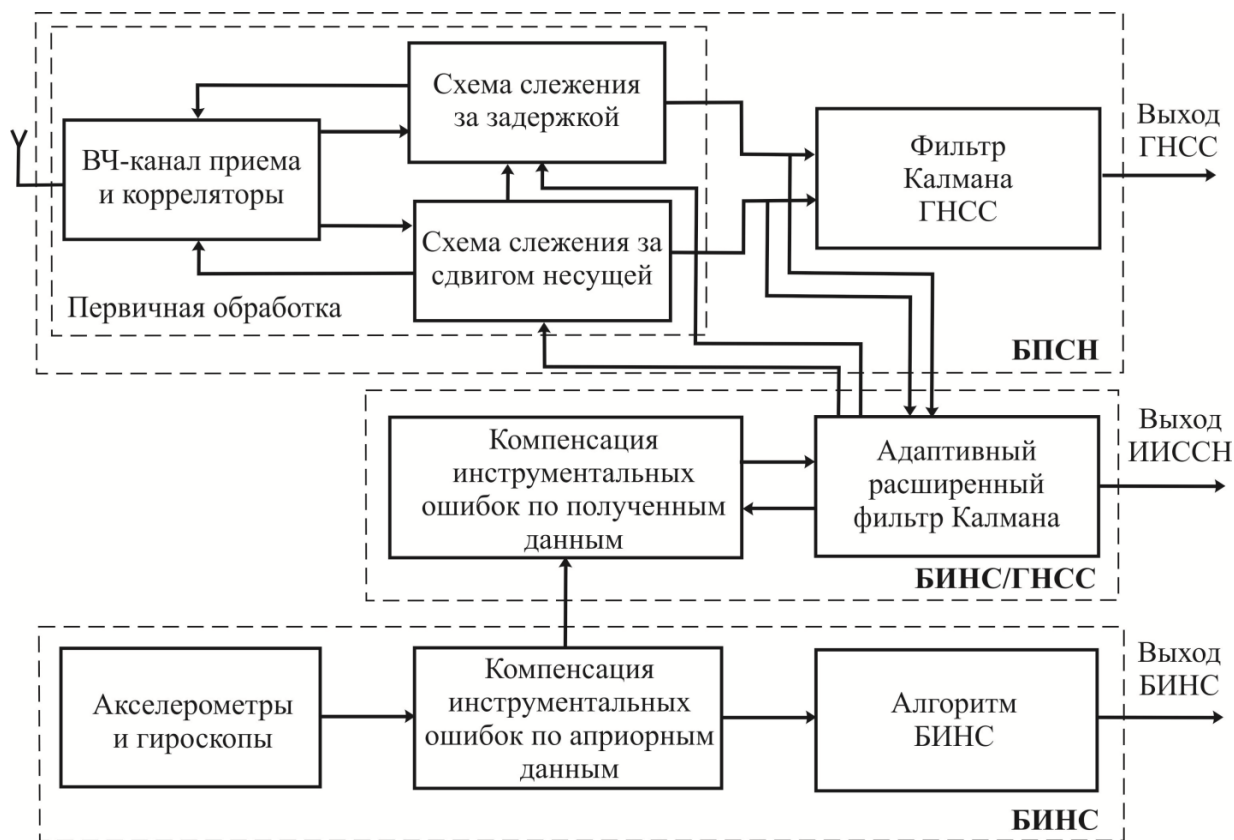 Схема слежения
за задержкой
ВЧ-канал приема
и корреляторы
Схема слежения за
сдвигом несущей
Первичная обработка
Фильтр
Калмана
ГНСС
Выход
ГНСС
БПСН
Компенсация
инструментальных
ошибок по полученным
данным
Адаптивный
расширенный
фильтр Калмана
Выход
ИИССН
БИНС/ГНСС
Акселерометры
и гироскопы
Компенсация
инструментальных
ошибок по априорным
данным
Алгоритм
БИНС
Выход
БИНС
БИНС